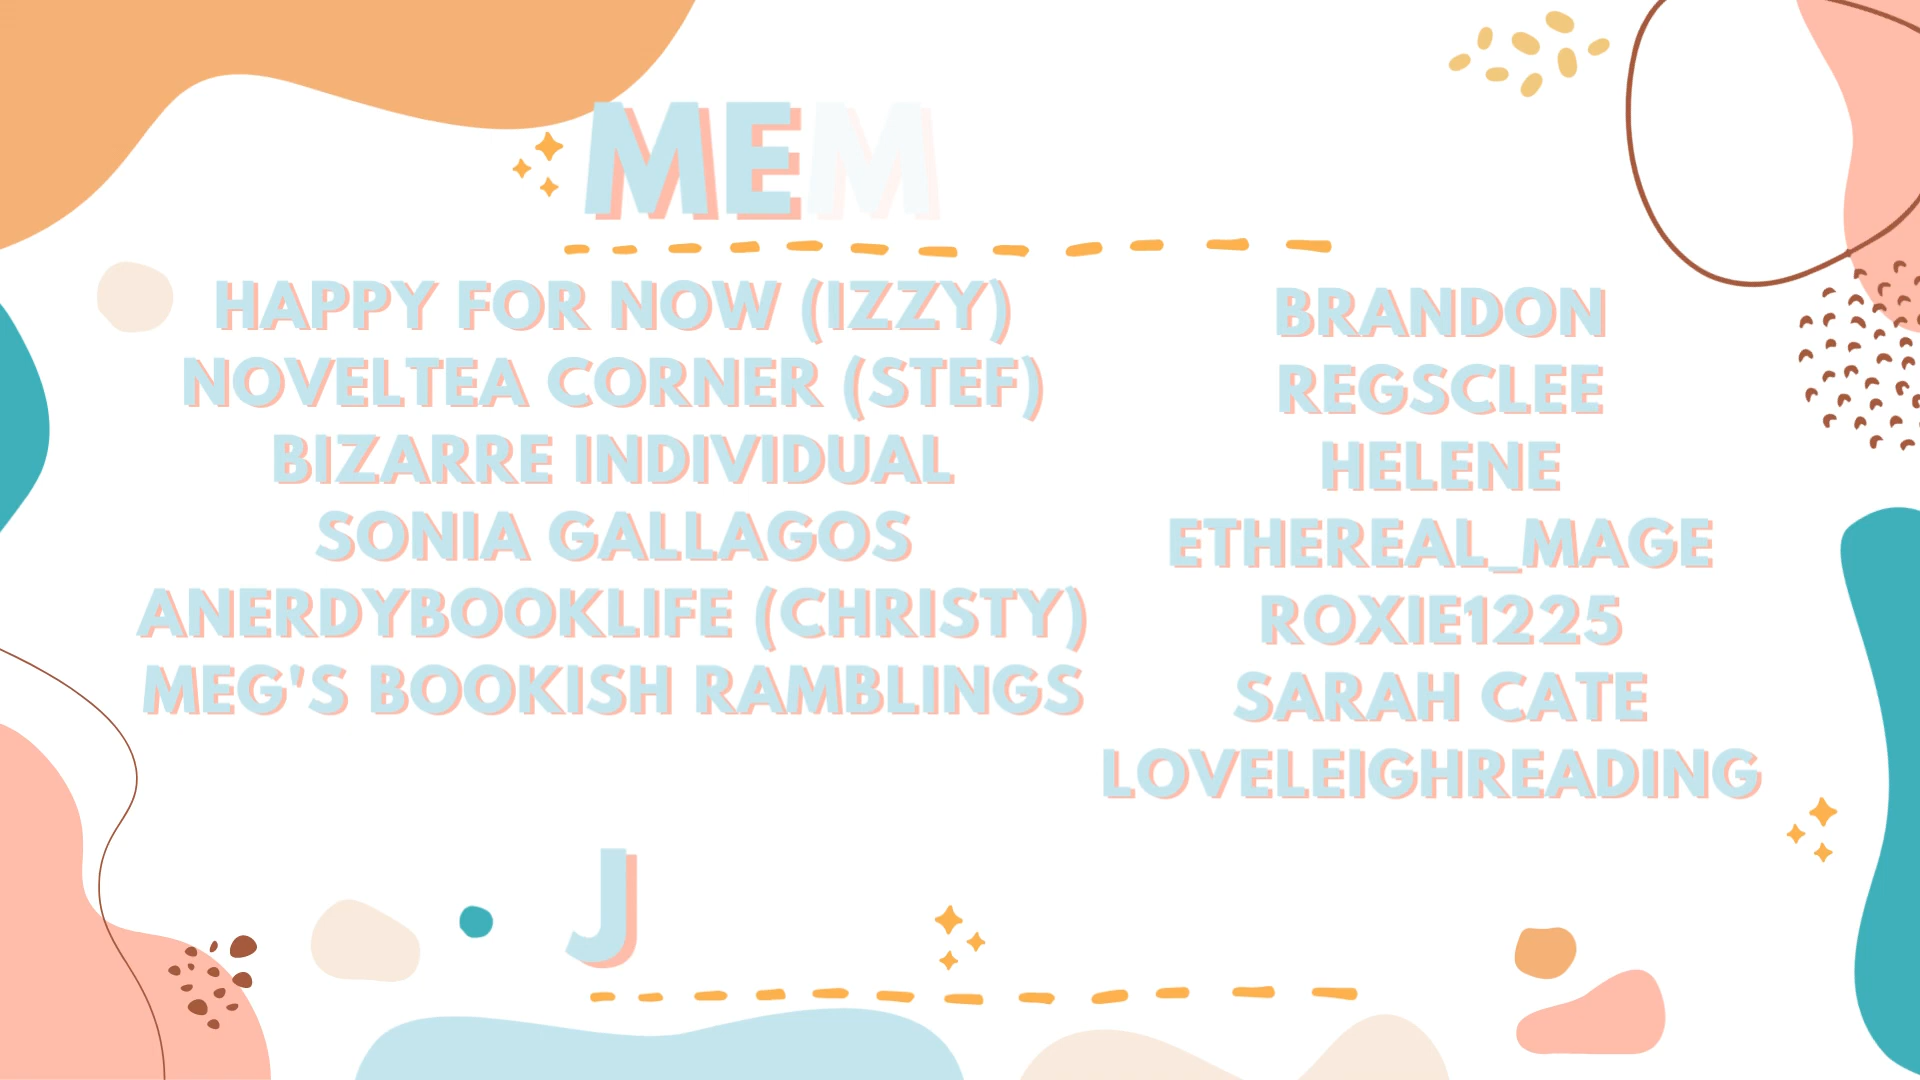 MEM
HAPPY FOR NOW (IZZY)
NOVELTEA CORNER (STEF)
BIZARRE INDIVIDUAL
SONIA GALLAGOS
ANERDYBOOKLIFE (CHRISTY)
MEG'S BOOKISH RAMBLINGS
BRANDON
REGSCLEE
HELENE
ETHEREAL_MAGE
ROXIE1225
SARAH CATE
LOVELEIGHREADING
J